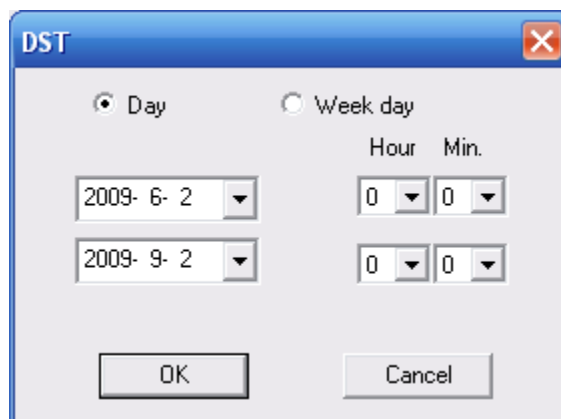 DST
Day Week day
Hour Min.
2009- 6- 2 0 0
2009- 9- 2 0 0
OK Cancel